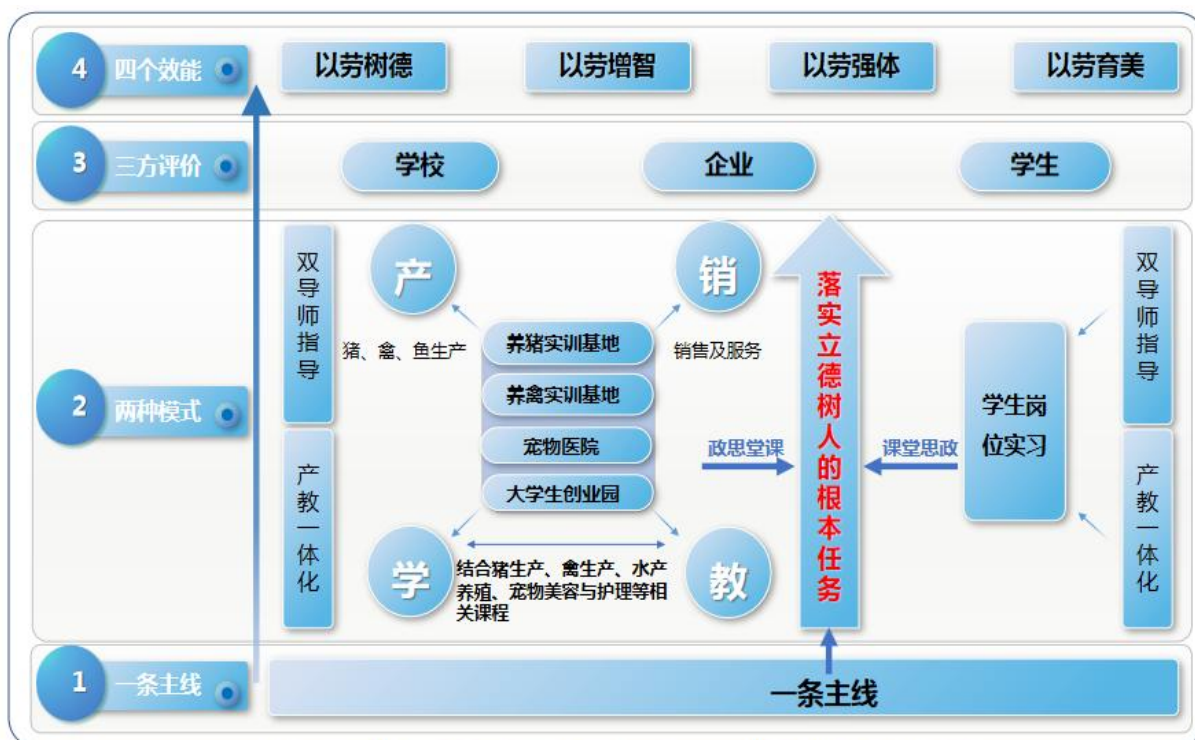 4
四个效能
以劳树德
以劳增智
以劳强体
以劳育美
3
三方评价
学校
企业
学生
2
两种模式
双导师指导
产教一体化
产
销
猪、禽、鱼生产
销售及服务
养猪实训基地
养禽实训基地
宠物医院
大学生创业园
学
教
结合猪生产、禽生产、水产
养殖、宠物美容与护理等相
关课程
政思堂课
落实立德树人的根本任务
课堂思政
学生岗
位实习
双导师指导
产教一体化
1
一条主线
一条主线